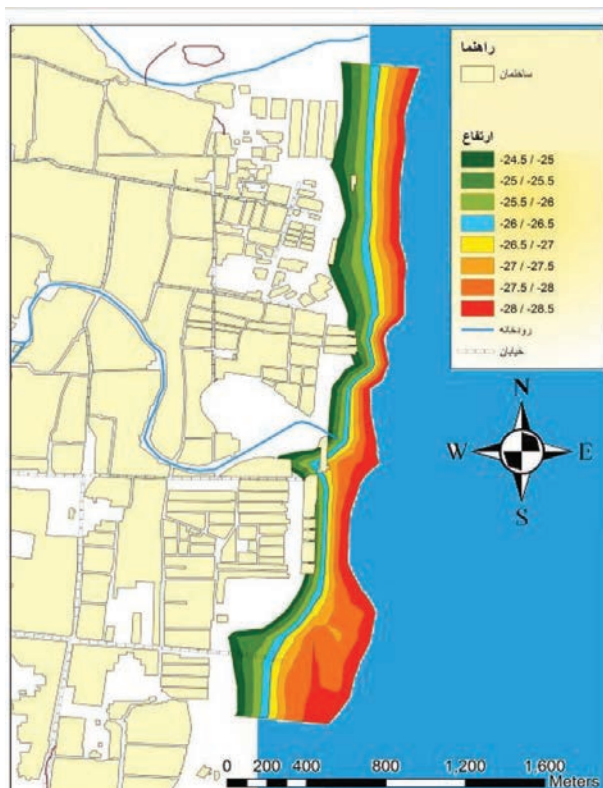 راهنما
ساختمان
ارتفاع
-24.5 / -25
-25 / -25.5
-25.5 / -26
-26 / -26.5
-26.5 / -27
-27 / -27.5
-27.5 / -28
-28 / -28.5
رودخانه
خیابان
N
W E
S
0 200 400 800 1,200 1,600
Meters